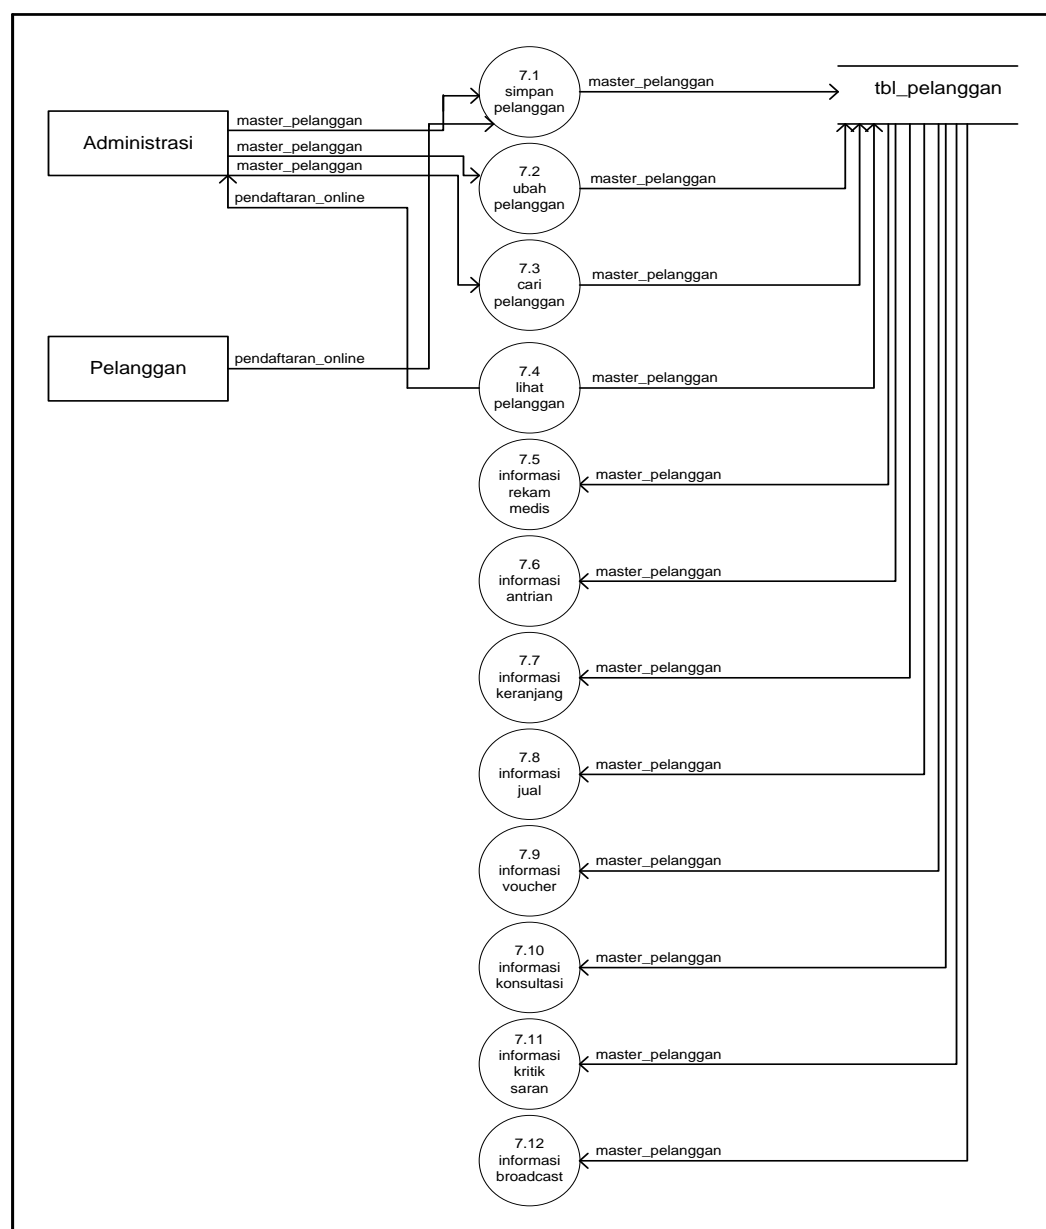 7.1
simpan
pelanggan
master_pelanggan
tbl_pelanggan
Administrasi
master_pelanggan
master_pelanggan
master_pelanggan
pendaftaran_online
7.2
ubah
pelanggan
master_pelanggan
7.3
cari
pelanggan
master_pelanggan
Pelanggan
pendaftaran_online
7.4
lihat
pelanggan
master_pelanggan
7.5
informasi
rekam
medis
master_pelanggan
7.6
informasi
antrian
master_pelanggan
7.7
informasi
keranjang
master_pelanggan
7.8
informasi
jual
master_pelanggan
7.9
informasi
voucher
master_pelanggan
7.10
informasi
konsultasi
master_pelanggan
7.11
informasi
kritik
saran
master_pelanggan
7.12
informasi
broadcast
master_pelanggan